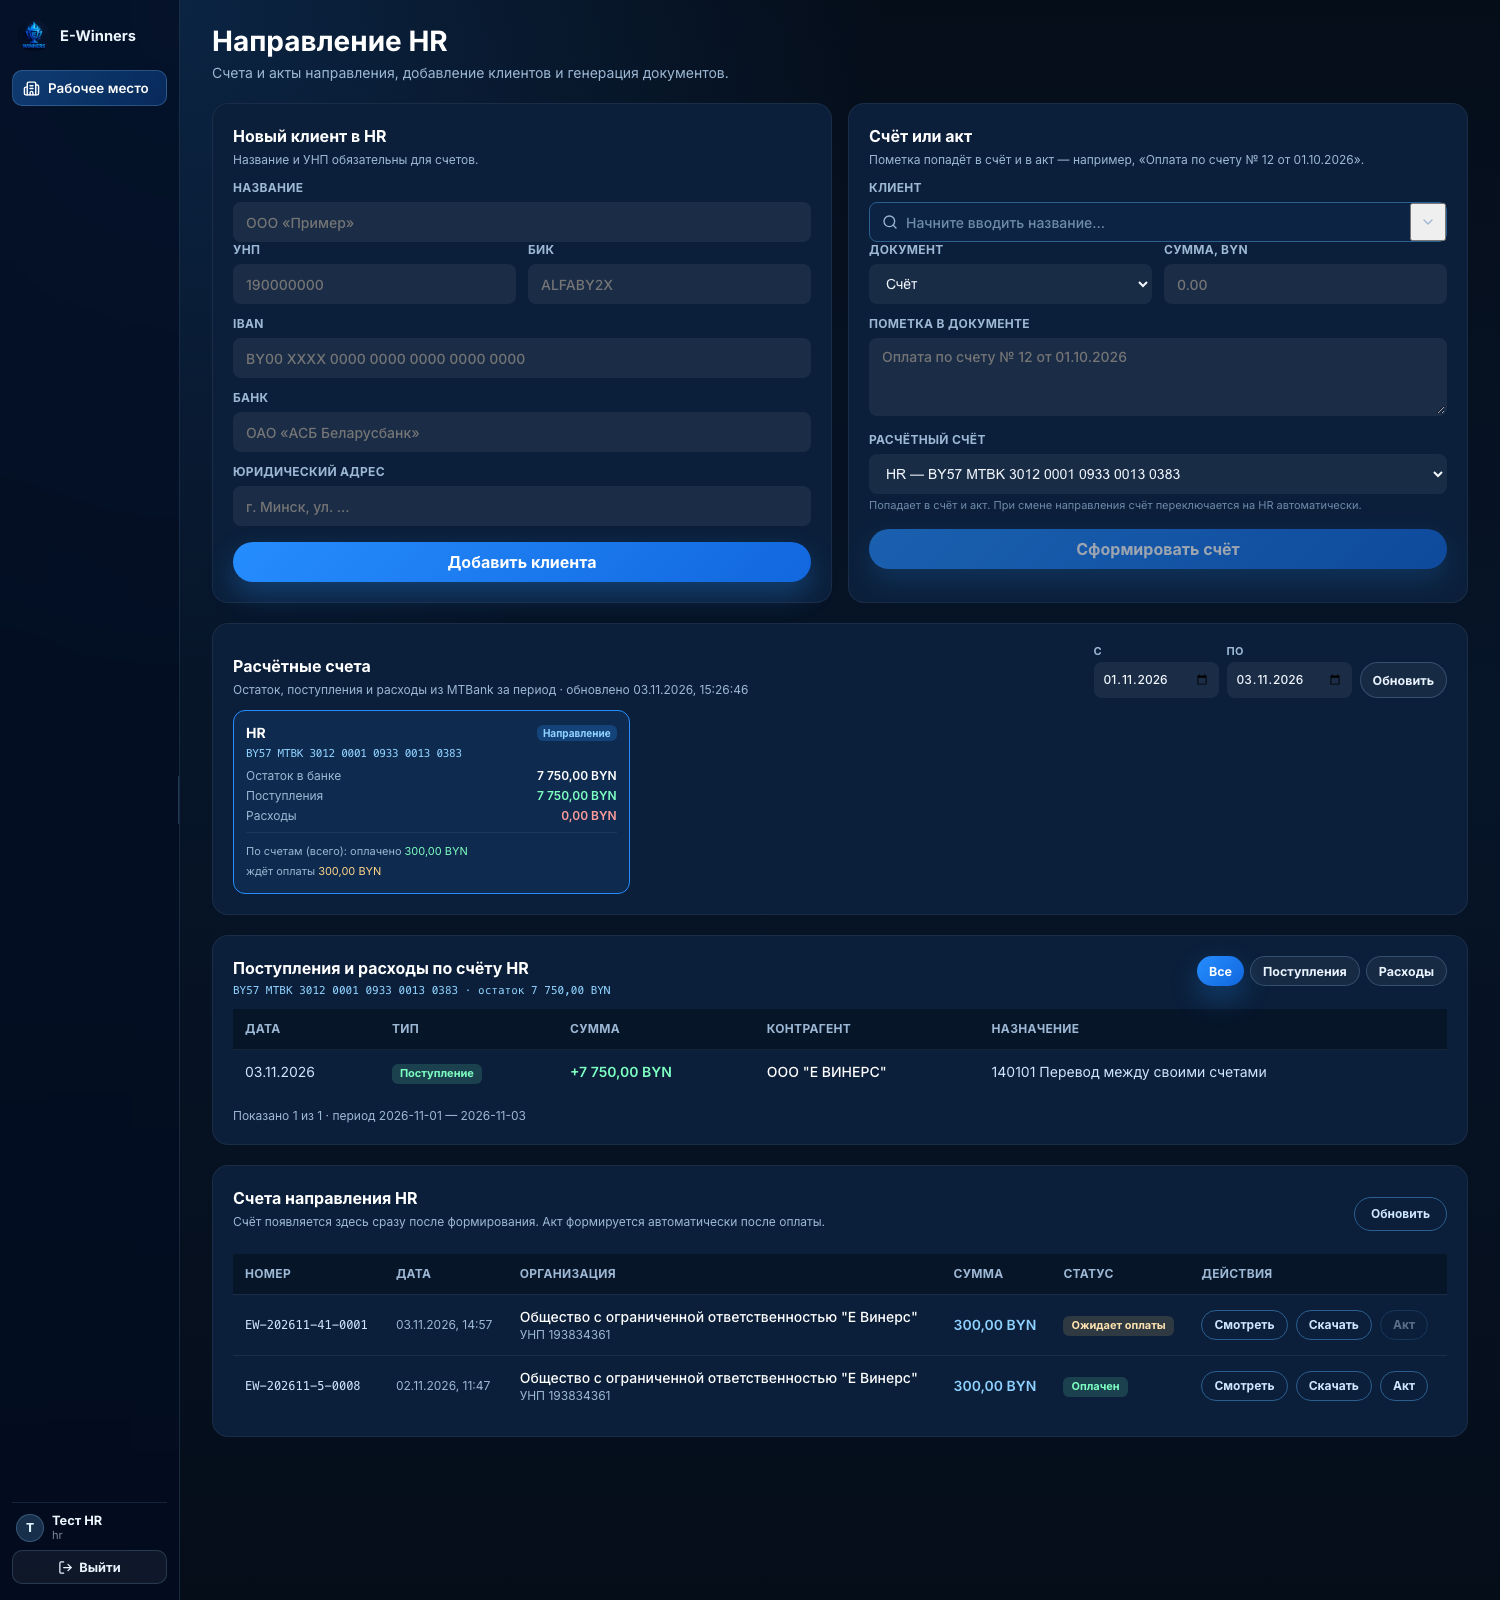 E-Winners
Рабочее место
Направление HR
Счета и акты направления, добавление клиентов и генерация документов.
Новый клиент в HR
Название и УНП обязательны для счетов.
НАЗВАНИЕ
ООО «Пример»
УНП
БИК
190000000
ALFABY2X
IBAN
BY00 XXXX 0000 0000 0000 0000 0000
БАНК
ОАО «АСБ Беларусбанк»
ЮРИДИЧЕСКИЙ АДРЕС
г. Минск, ул. ...
Добавить клиента
Счёт или акт
Пометка попадёт в счёт и в акт — например, «Оплата по счету № 12 от 01.10.2026».
КЛИЕНТ
Начните вводить название...
ДОКУМЕНТ
СУММА, BYN
Счёт
0.00
ПОМЕТКА В ДОКУМЕНТЕ
Оплата по счету № 12 от 01.10.2026
РАСЧЁТНЫЙ СЧЁТ
HR — BY57 MTBK 3012 0001 0933 0013 0383
Попадает в счёт и акт. При смене направления счёт переключается на HR автоматически.
Сформировать счёт
Расчётные счета
Остаток, поступления и расходы из MTBank за период · обновлено 03.11.2026, 15:26:46
С
ПО
01.11.2026
03.11.2026
Обновить
HR
Направление
BY57 MTBK 3012 0001 0933 0013 0383
Остаток в банке
7 750,00 BYN
Поступления
7 750,00 BYN
Расходы
0,00 BYN
По счетам (всего): оплачено 300,00 BYN
ждёт оплаты 300,00 BYN
Поступления и расходы по счёту HR
BY57 MTBK 3012 0001 0933 0013 0383 · остаток 7 750,00 BYN
Все
Поступления
Расходы
ДАТА
ТИП
СУММА
КОНТРАГЕНТ
НАЗНАЧЕНИЕ
03.11.2026
Поступление
+7 750,00 BYN
ООО "Е ВИНЕРС"
140101 Перевод между своими счетами
Показано 1 из 1 · период 2026-11-01 — 2026-11-03
Счета направления HR
Счёт появляется здесь сразу после формирования. Акт формируется автоматически после оплаты.
Обновить
НОМЕР
ДАТА
ОРГАНИЗАЦИЯ
СУММА
СТАТУС
ДЕЙСТВИЯ
EW-202611-41-0001
03.11.2026, 14:57
Общество с ограниченной ответственностью "Е Винерс"
УНП 193834361
300,00 BYN
Ожидает оплаты
Смотреть
Скачать
Акт
EW-202611-5-0008
02.11.2026, 11:47
Общество с ограниченной ответственностью "Е Винерс"
УНП 193834361
300,00 BYN
Оплачен
Смотреть
Скачать
Акт
Т
Тест HR
hr
Выйти